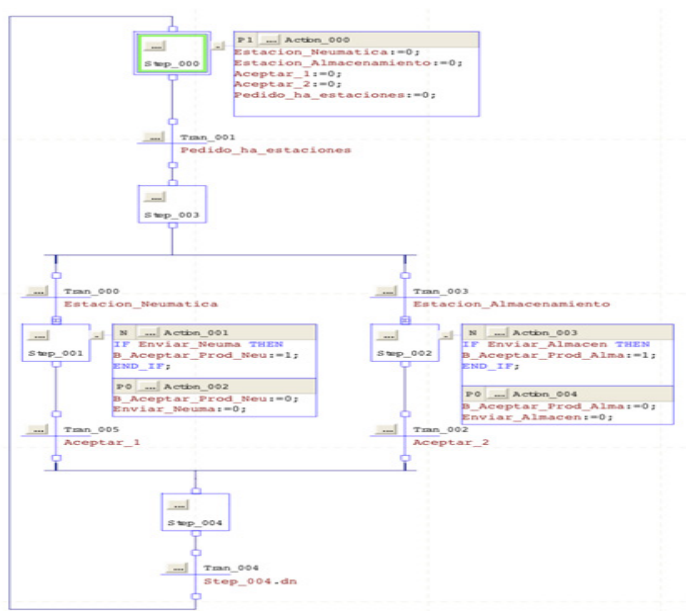 P1 ... Action_000
Step_000
Estacion_Neumatica:=0;
Estacion_Almacenamiento:=0;
Aceptar_1:=0;
Aceptar_2:=0;
Pedido_ha_estaciones:=0;
Tran_001
Pedido_ha_estaciones
Step_003
Tran_000
Estacion_Neumatica
Tran_003
Estacion_Almacenamiento
Step_001
N ... Action_001
IF Enviar_Neuma THEN
B_Aceptar_Prod_Neu:=1;
END_IF;
P0 ... Action_002
B_Aceptar_Prod_Neu:=0;
Enviar_Neuma:=0;
Step_002
N ... Action_003
IF Enviar_Almacen THEN
B_Aceptar_Prod_Alma:=1;
END_IF;
P0 ... Action_004
B_Aceptar_Prod_Alma:=0;
Enviar_Almacen:=0;
Tran_005
Aceptar_1
Tran_002
Aceptar_2
Step_004
Tran_004
Step_004.dn